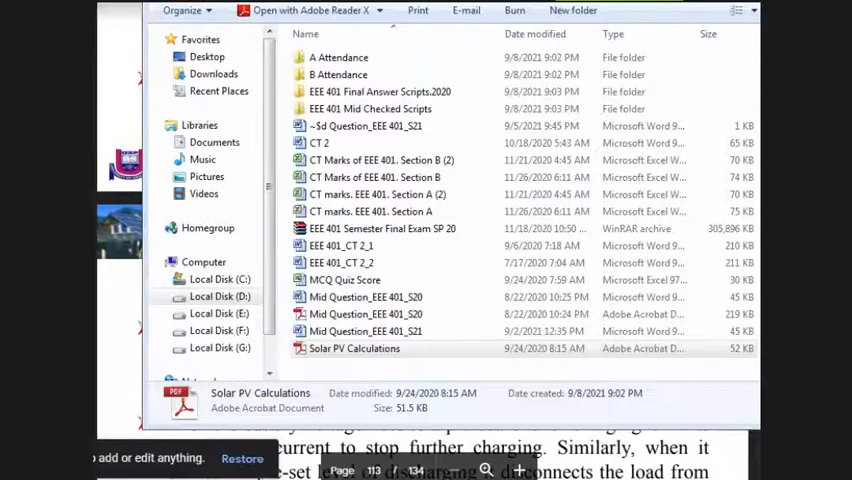 Organize Open with Adobe Reader X Print E-mail Burn New folder
Name Date modified Type Size
Favorites
Desktop
Downloads
Recent Places
Libraries
Documents
Music
Pictures
Videos
Homegroup
Computer
Local Disk (C:)
Local Disk (D:)
Local Disk (E:)
Local Disk (F:)
Local Disk (G:)
A Attendance 9/8/2021 9:02 PM File folder
B Attendance 9/8/2021 9:02 PM File folder
EEE 401 Final Answer Scripts.2020 9/8/2021 9:03 PM File folder
EEE 401 Mid Checked Scripts 9/8/2021 9:03 PM File folder
~$d Question_EEE 401_S21 9/5/2021 9:45 PM Microsoft Word 9... 1 KB
CT 2 10/18/2020 5:43 AM Microsoft Word 9... 65 KB
CT Marks of EEE 401. Section B (2) 11/21/2020 4:45 AM Microsoft Excel W... 70 KB
CT Marks of EEE 401. Section B 11/26/2020 6:11 AM Microsoft Excel W... 74 KB
CT marks. EEE 401. Section A (2) 11/21/2020 4:45 AM Microsoft Excel W... 70 KB
CT marks. EEE 401. Section A 11/26/2020 6:11 AM Microsoft Excel W... 75 KB
EEE 401 Semester Final Exam SP 20 11/18/2020 10:50 ... WinRAR archive 305,896 KB
EEE 401_CT 2_1 9/6/2020 7:18 AM Microsoft Word 9... 210 KB
EEE 401_CT 2_2 7/17/2020 7:04 AM Microsoft Word 9... 211 KB
MCQ Quiz Score 9/24/2020 7:59 AM Microsoft Excel 97... 30 KB
Mid Question_EEE 401_S20 8/22/2020 10:25 PM Microsoft Word 9... 45 KB
Mid Question_EEE 401_S20 8/22/2020 10:24 PM Adobe Acrobat D... 219 KB
Mid Question_EEE 401_S21 9/2/2021 12:35 PM Microsoft Word 9... 45 KB
Solar PV Calculations 9/24/2020 8:15 AM Adobe Acrobat D... 52 KB
PDF
Solar PV Calculations Date modified: 9/24/2020 8:15 AM Date created: 9/8/2021 9:02 PM
Adobe Acrobat Document Size: 51.5 KB
current to stop further charging. Similarly, when it
o add or edit anything. Restore
Page 113 / 134
connects the load from